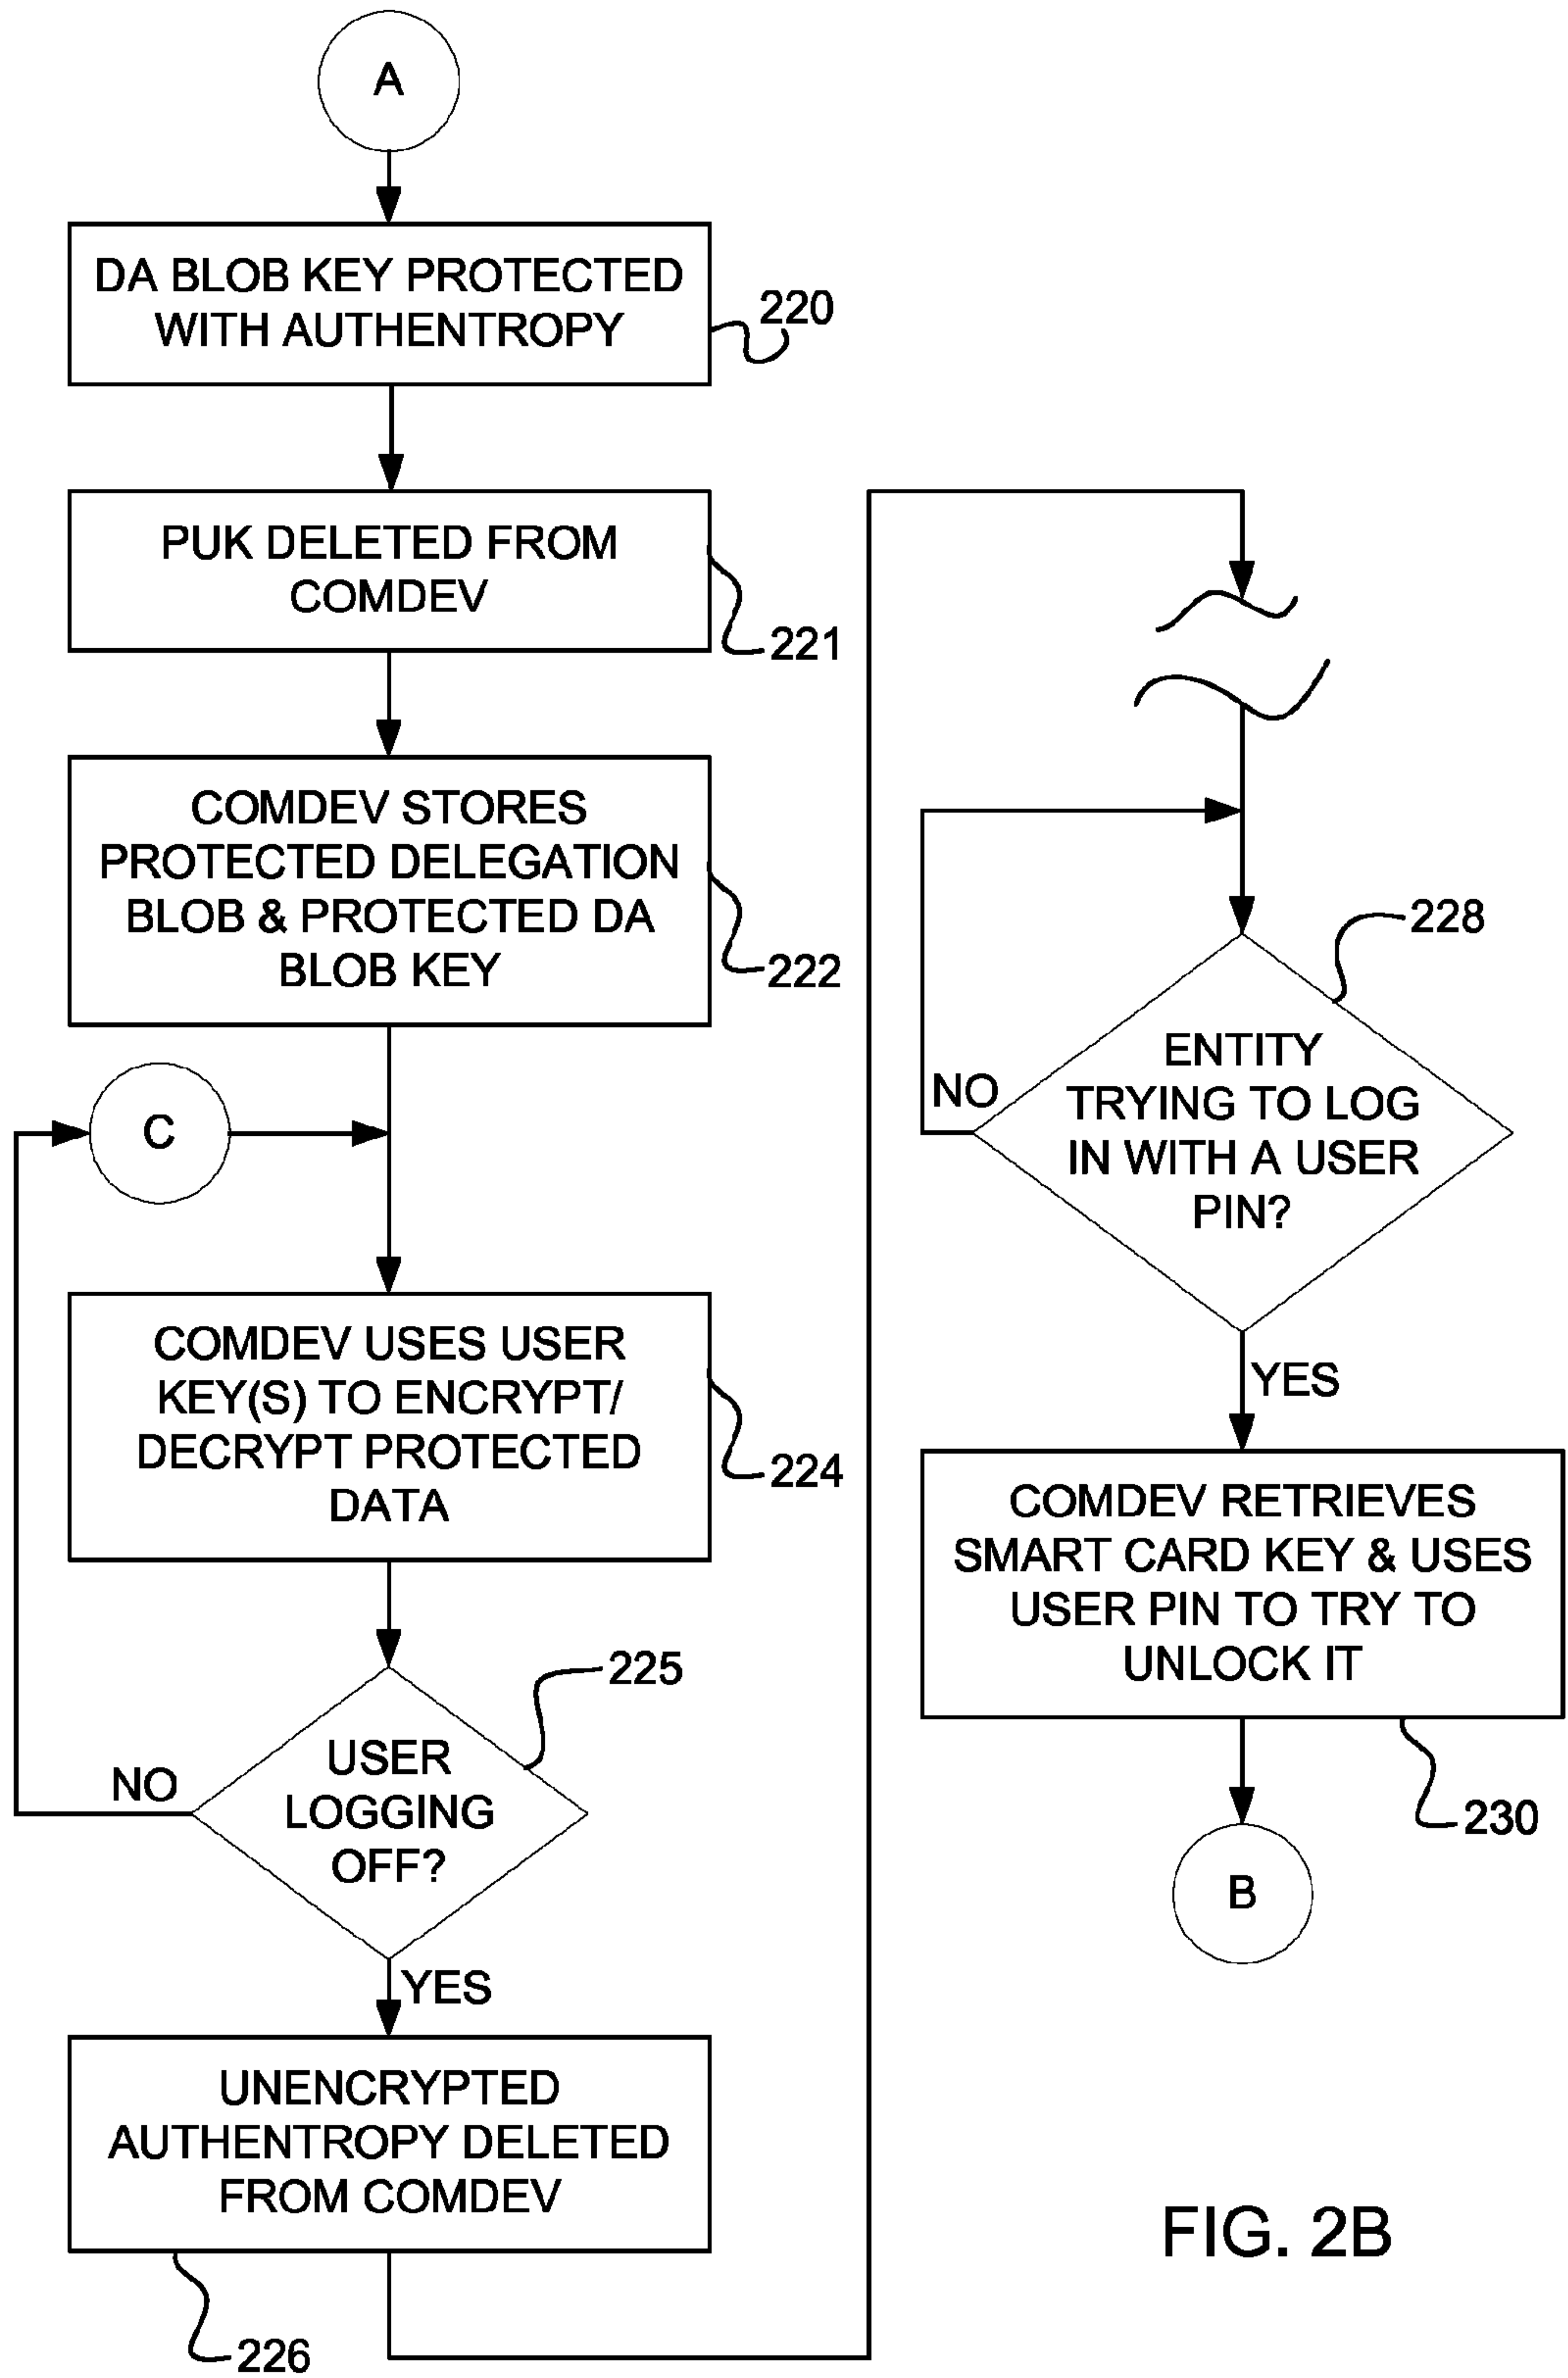 A
DA BLOB KEY PROTECTED
WITH AUTHENTROPY
220
PUK DELETED FROM
COMDEV
221
COMDEV STORES
PROTECTED DELEGATION
BLOB & PROTECTED DA
BLOB KEY
222
C
COMDEV USES USER
KEY(S) TO ENCRYPT/
DECRYPT PROTECTED
DATA
224
225
USER
LOGGING
OFF?
NO
YES
UNENCRYPTED
AUTHENTROPY DELETED
FROM COMDEV
226
228
ENTITY
TRYING TO LOG
IN WITH A USER
PIN?
NO
YES
COMDEV RETRIEVES
SMART CARD KEY & USES
USER PIN TO TRY TO
UNLOCK IT
230
B
FIG. 2B